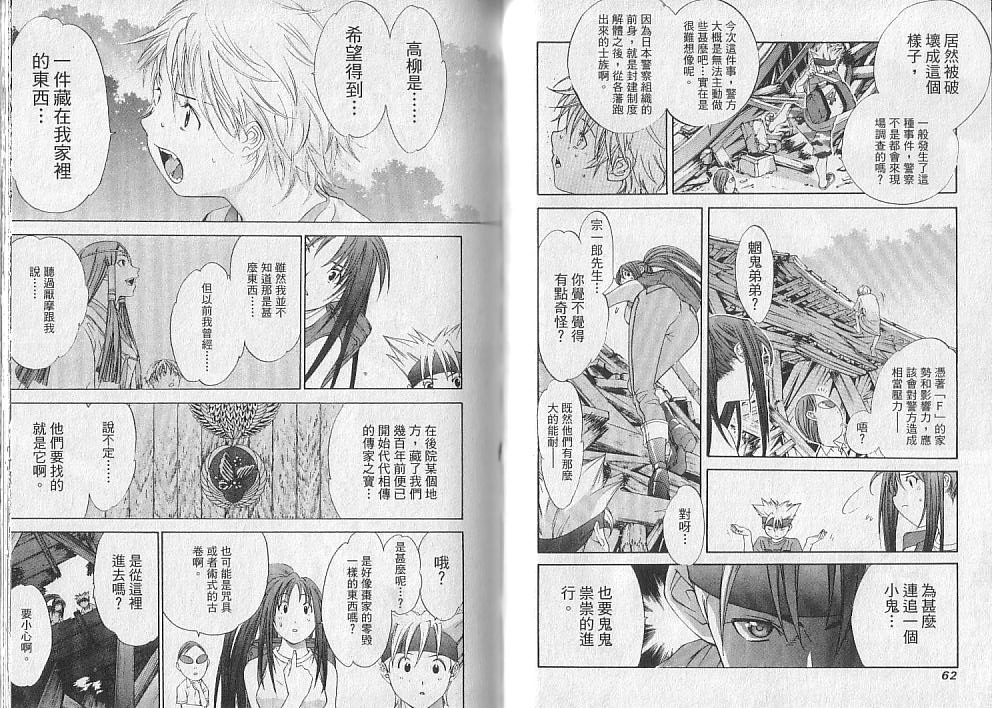 居然被破
壞成這個
樣子，
一般發生了這
種事件，警察
不是都會來現
場調查的嗎？
今次這件事，警方
大概是無法主動做
些甚麼吧…實在是
很難想像呢。
因為日本警察組織的
前身，就是封建制度
解體之後，從各藩跑
出來的士族啊。
魍鬼弟弟？
憑著「F」的家
勢和影響力，應
該會對警方造成
相當壓力——
唔？
宗一郎先生…
你覺不覺得
有點奇怪？
既然他們有那麼
大的能耐——
對呀…
為甚麼
連追一個
小鬼…
也要鬼鬼
祟祟的進
行。
62
高柳是……
希望得到…
一件藏在我家裡
的東西…
雖然我並不
知道那是甚
麼東西……
但以前我曾經…
聽過厭摩跟我
說……
在後院某個地
方，藏了我們
幾百年前便已
開始代代相傳
的傳家之寶…
說不定……
他們要找的
就是它啊。
哦？
是甚麼呢…？
是好像棗家的零毀
一樣的東西嗎？
也可能是咒具
或者術式的古
卷啊。
是從這裡
進去嗎？
要小心啊。